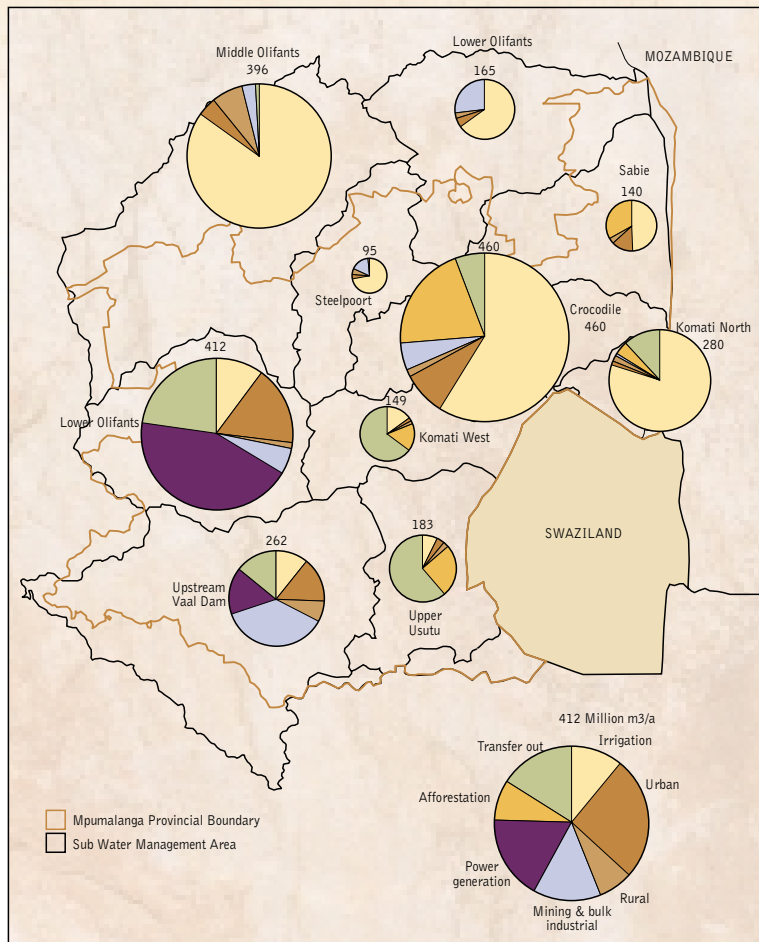 Middle Olifants
396
Lower Olifants
165
MOZAMBIQUE
Sabie
140
95
Steelpoort
460
Crocodile
460
Komati North
280
412
Lower Olifants
149
Komati West
SWAZILAND
262
Upstream
Vaal Dam
183
Upper
Usutu
412 Million m3/a
Transfer out
Irrigation
Urban
Afforestation
Power
generation
Mining & bulk
industrial
Rural
Mpumalanga Provincial Boundary
Sub Water Management Area